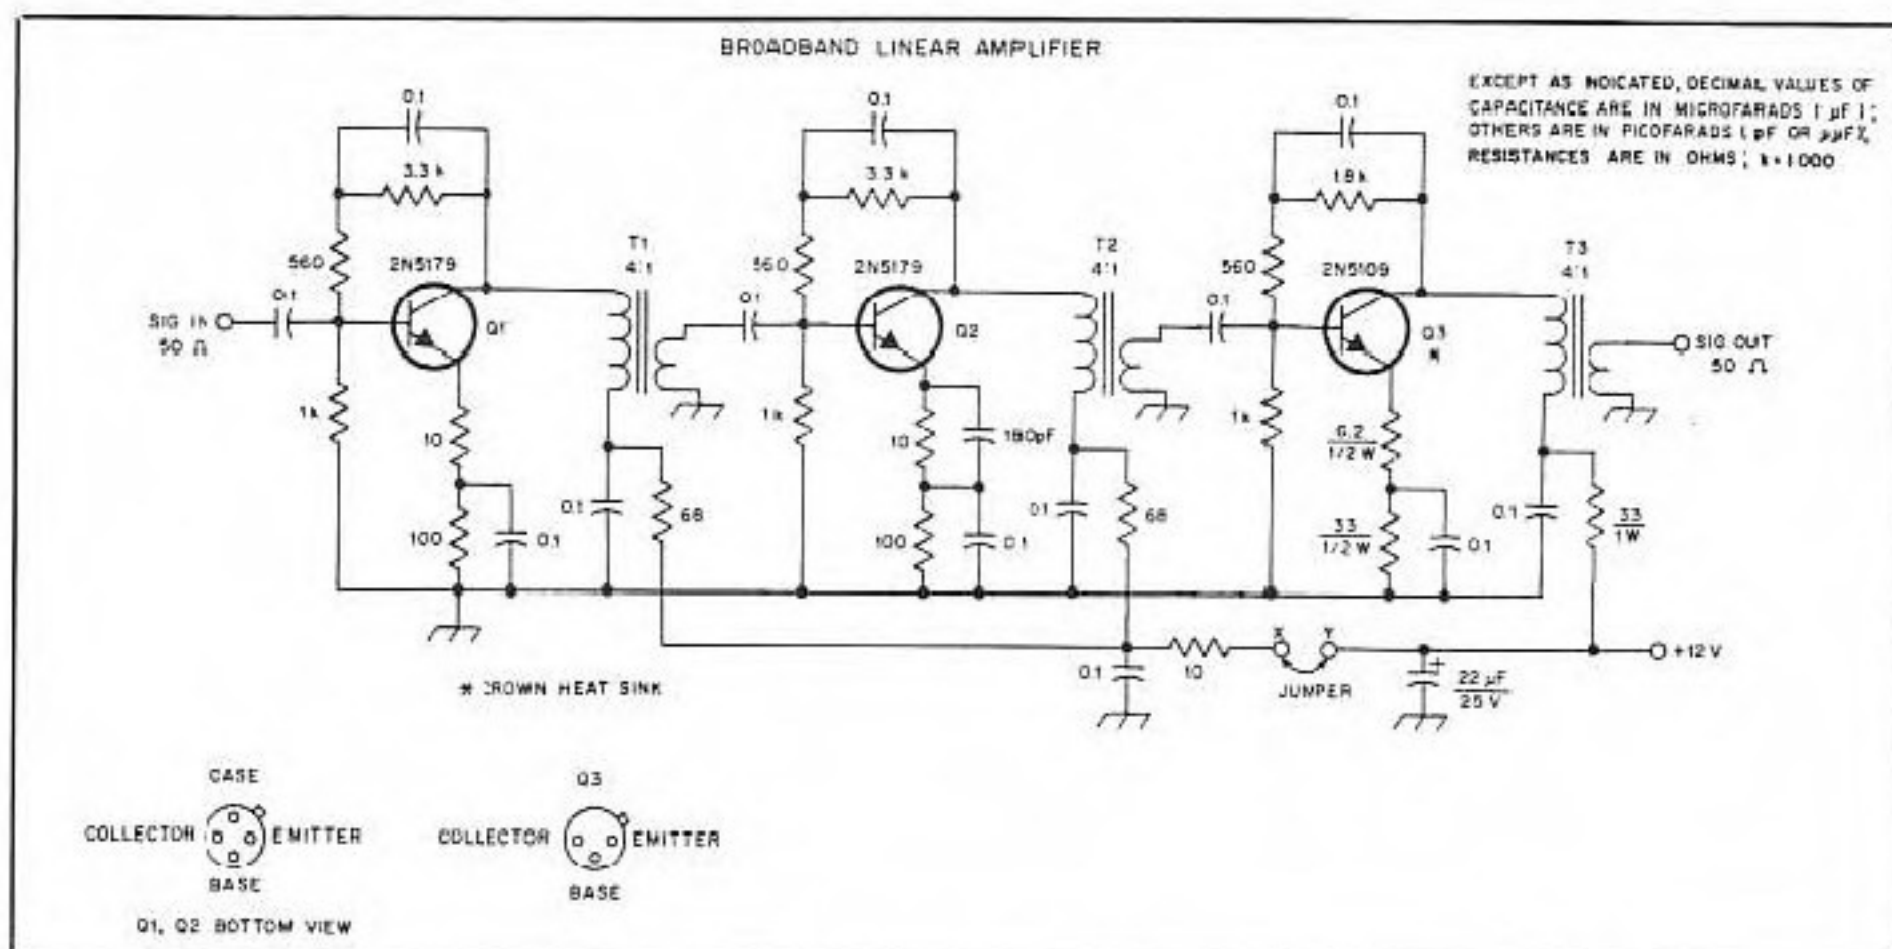 BROADBAND LINEAR AMPLIFIER
EXCEPT AS INDICATED, DECIMAL VALUES OF
CAPACITANCE ARE IN MICROFARADS ( µF );
OTHERS ARE IN PICOFARADS ( pF OR µµF);
RESISTANCES ARE IN OHMS; k=1000
0.1
0.1
0.1
3.3 k
3.3 k
1.8 k
T1
4:1
T2
4:1
T3
4:1
560
2N5179
560
2N5179
560
2N5109
0.1
0.1
0.1
SIG IN
50 Ω
Q1
Q2
Q3
*
SIG OUT
50 Ω
1k
1k
1k
10
10
180pF
6.2
1/2 W
0.1
68
0.1
68
0.1
33
1W
100
0.1
100
0.1
33
1/2 W
0.1
0.1
10
X
Y
JUMPER
22 µF
25 V
+
+12 V
* CROWN HEAT SINK
CASE
COLLECTOR
EMITTER
BASE
Q1, Q2 BOTTOM VIEW
Q3
COLLECTOR
EMITTER
BASE